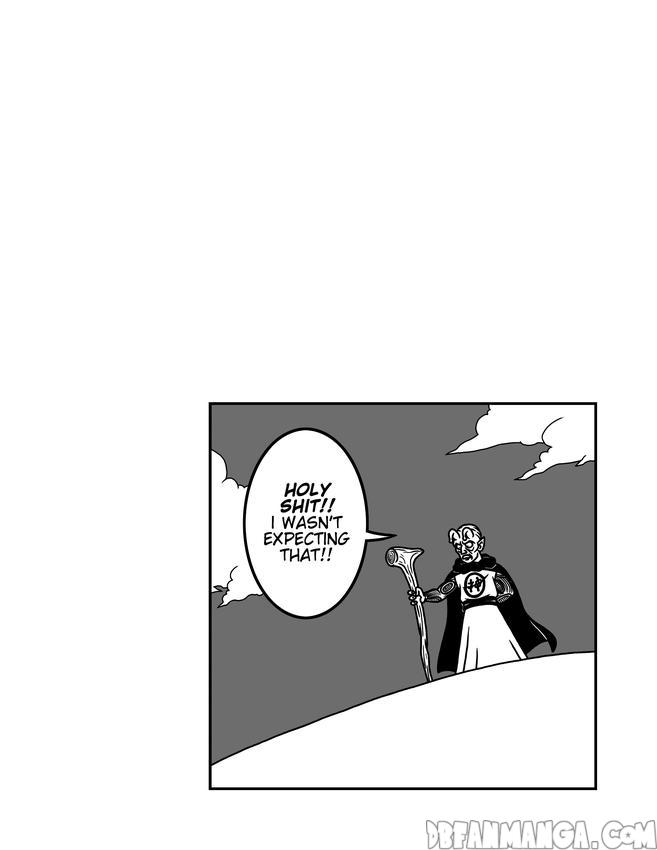 HOLY
SHIT!!
I WASN'T
EXPECTING
THAT!!
DBFANMANGA.COM